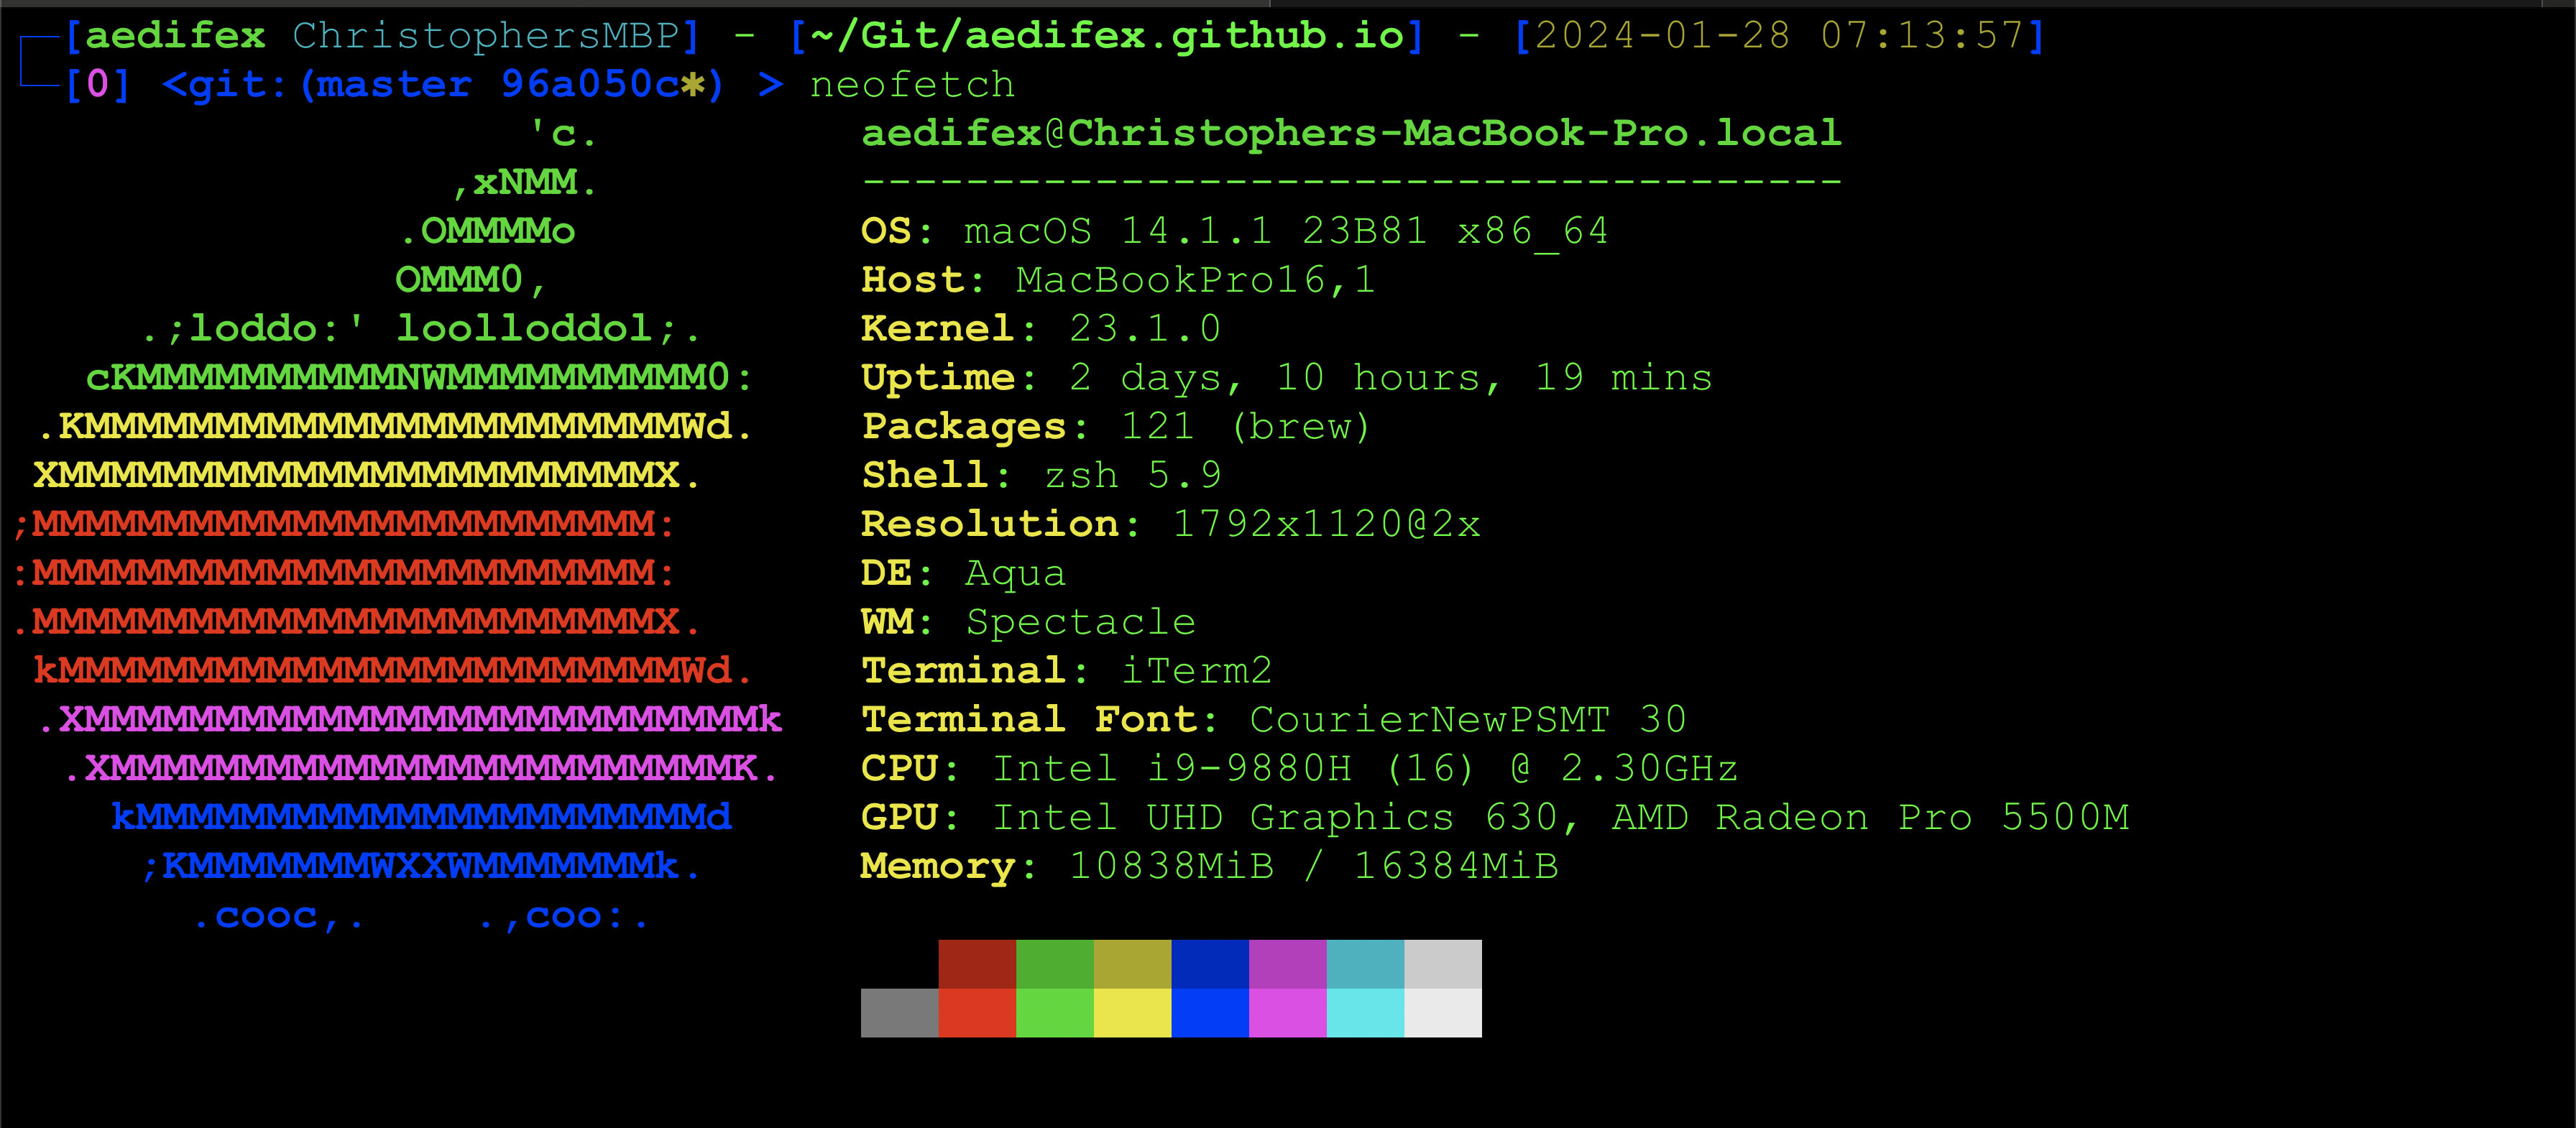 [aedifex ChristophersMBP] - [~/Git/aedifex.github.io] - [2024-01-28 07:13:57]
[0] <git:(master 96a050c✱) > neofetch
'c. aedifex@Christophers-MacBook-Pro.local
,xNMM. --------------------------------------
.OMMMMo OS: macOS 14.1.1 23B81 x86_64
OMMM0, Host: MacBookPro16,1
.;loddo:' loolloddol;. Kernel: 23.1.0
cKMMMMMMMMMMNWMMMMMMMMMM0: Uptime: 2 days, 10 hours, 19 mins
.KMMMMMMMMMMMMMMMMMMMMMMMWd. Packages: 121 (brew)
XMMMMMMMMMMMMMMMMMMMMMMMX. Shell: zsh 5.9
;MMMMMMMMMMMMMMMMMMMMMMMM: Resolution: 1792x1120@2x
:MMMMMMMMMMMMMMMMMMMMMMMM: DE: Aqua
.MMMMMMMMMMMMMMMMMMMMMMMMX. WM: Spectacle
kMMMMMMMMMMMMMMMMMMMMMMMMWd. Terminal: iTerm2
.XMMMMMMMMMMMMMMMMMMMMMMMMMMk Terminal Font: CourierNewPSMT 30
.XMMMMMMMMMMMMMMMMMMMMMMMMK. CPU: Intel i9-9880H (16) @ 2.30GHz
kMMMMMMMMMMMMMMMMMMMMMMd GPU: Intel UHD Graphics 630, AMD Radeon Pro 5500M
;KMMMMMMMWXXWMMMMMMMk. Memory: 10838MiB / 16384MiB
.cooc,. .,coo:.